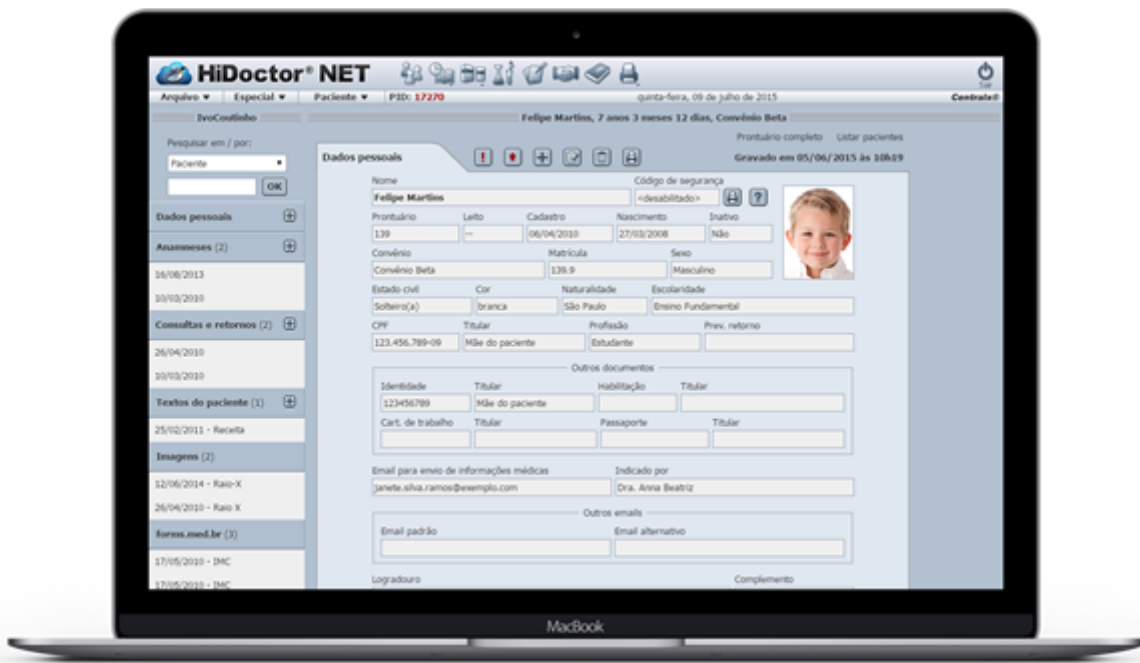 HiDoctor® NET
Sair
Arquivo ▼ Especial ▼ Paciente ▼ PID: 17270 quinta-feira, 09 de julho de 2015 Centralx®
IvoCoutinho Felipe Martins, 7 anos 3 meses 12 dias, Convênio Beta
Pesquisar em / por:
Paciente
OK
Dados pessoais
Anamneses (2)
16/08/2013
10/03/2010
Consultas e retornos (2)
26/04/2010
10/03/2010
Textos do paciente (1)
25/02/2011 - Receita
Imagens (2)
12/06/2014 - Raio-X
26/04/2010 - Raio X
forms.med.br (3)
17/05/2010 - IMC
17/05/2010 - IMC
Prontuário completo Listar pacientes
Dados pessoais Gravado em 05/06/2015 às 10h19
Nome Código de segurança
Felipe Martins <desabilitado> ?
Prontuário Leito Cadastro Nascimento Inativo
139 -- 06/04/2010 27/03/2008 Não
Convênio Matrícula Sexo
Convênio Beta 139.9 Masculino
Estado civil Cor Naturalidade Escolaridade
Solteiro(a) branca São Paulo Ensino Fundamental
CPF Titular Profissão Prev. retorno
123.456.789-09 Mãe do paciente Estudante
Outros documentos
Identidade Titular Habilitação Titular
123456789 Mãe do paciente
Cart. de trabalho Titular Passaporte Titular
Email para envio de informações médicas Indicado por
janete.silva.ramos@exemplo.com Dra. Anna Beatriz
Outros emails
Email padrão Email alternativo
Logradouro Complemento
MacBook